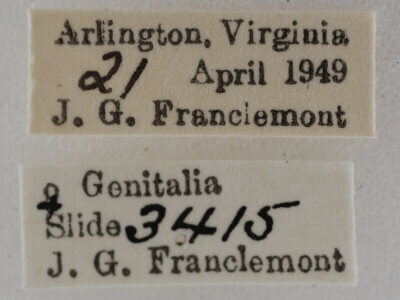 Arlington, Virginia
21 April 1949
J. G. Franclemont
♀ Genitalia
Slide 3415
J. G. Franclemont